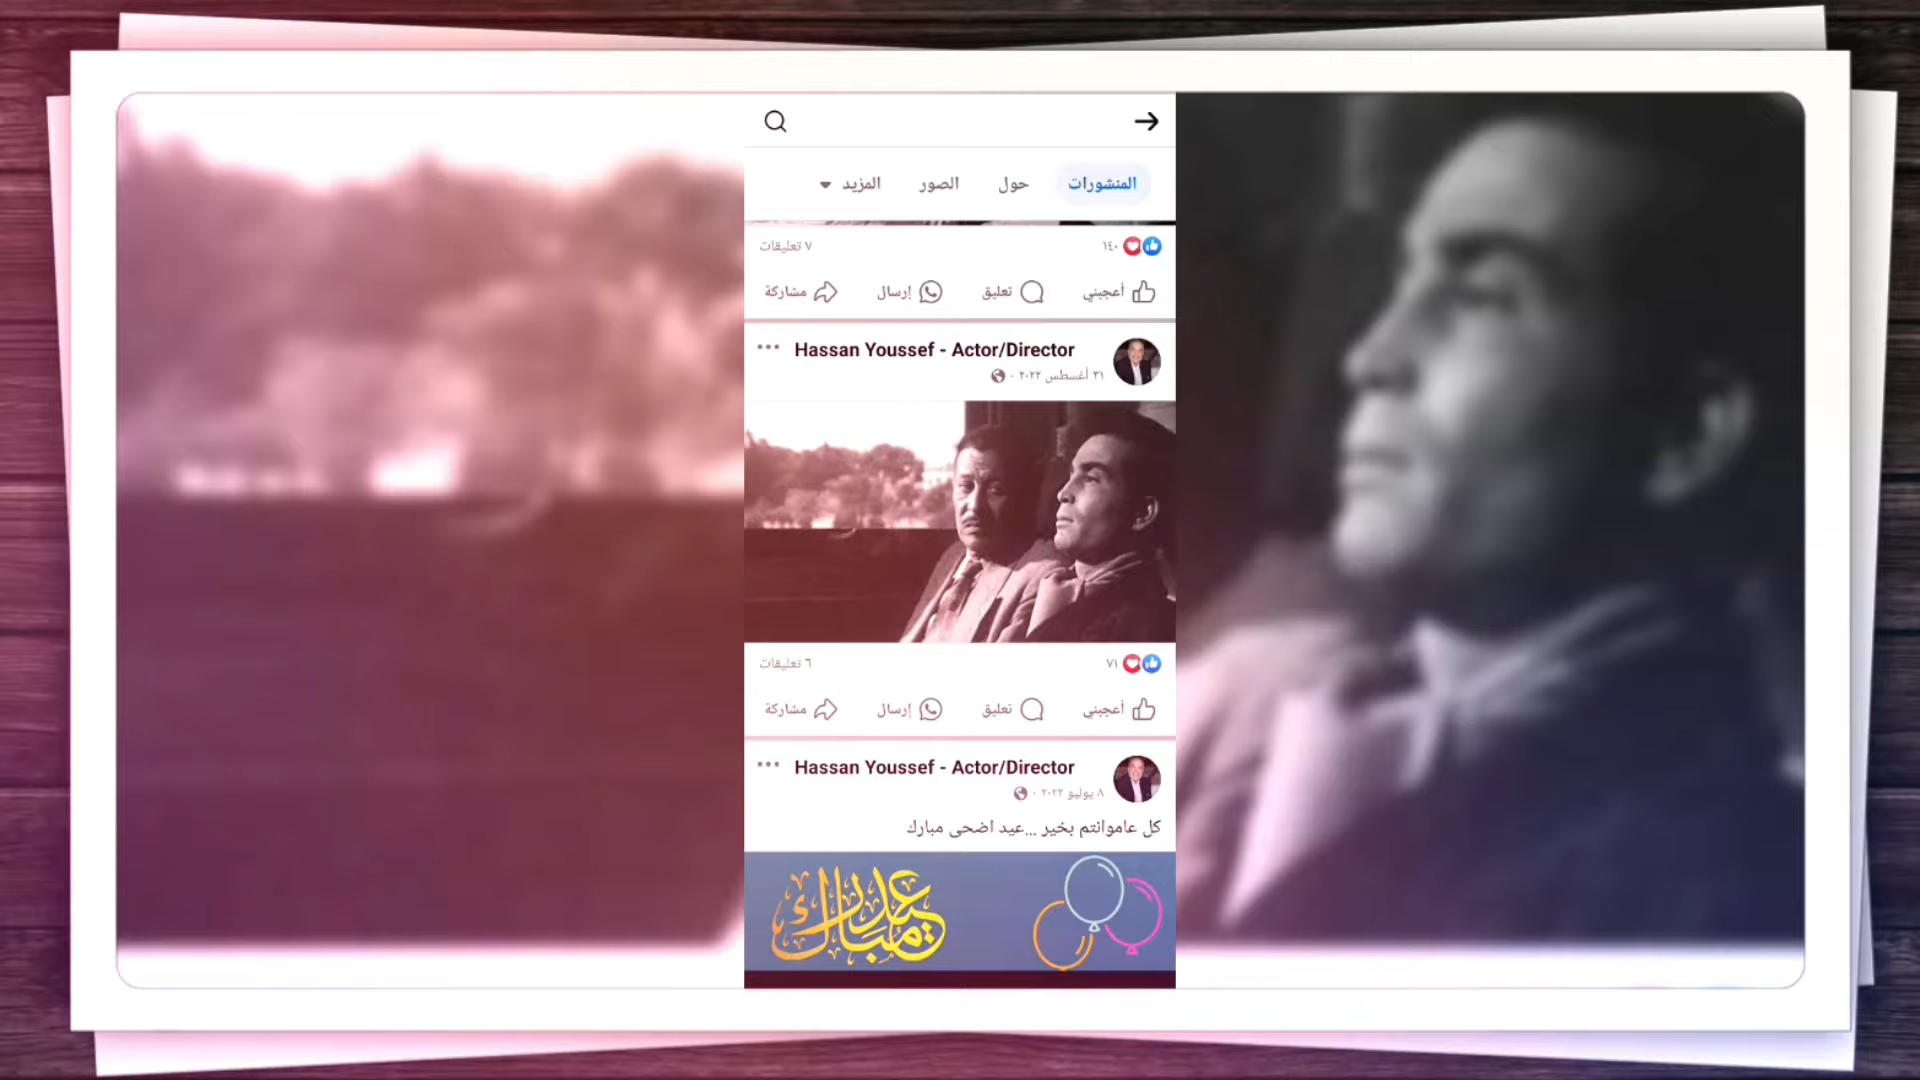 المنشورات حول الصور المزيد
١٤٠ ٧ تعليقات
أعجبني تعليق إرسال مشاركة
Hassan Youssef - Actor/Director
٣١ أغسطس ٢٠٢٢
٧١ ٦ تعليقات
أعجبني تعليق إرسال مشاركة
Hassan Youssef - Actor/Director
٨ يوليو ٢٠٢٢
كل عاموانتم بخير ...عيد اضحى مبارك
عيد مبارك